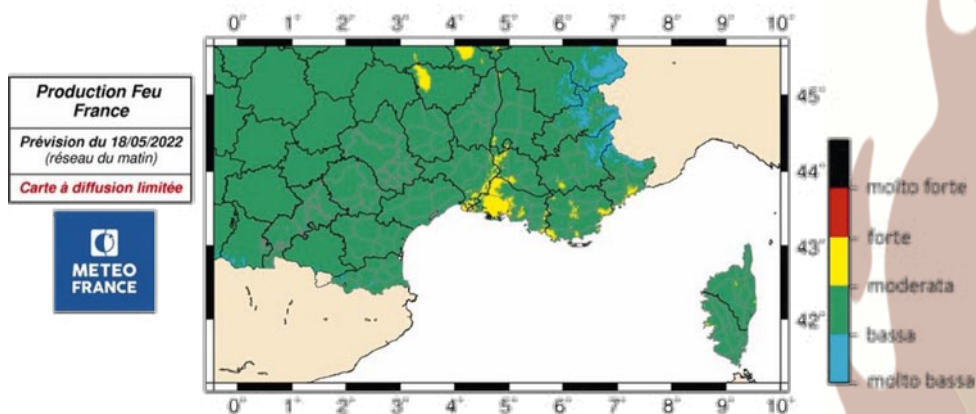 0° 1° 2° 3° 4° 5° 6° 7° 8° 9° 10°
Production Feu
France
Prévision du 18/05/2022
(réseau du matin)
Carte à diffusion limitée
METEO
FRANCE
45°
44°
43°
42°
0° 1° 2° 3° 4° 5° 6° 7° 8° 9° 10°
molto forte
forte
moderata
bassa
molto bassa